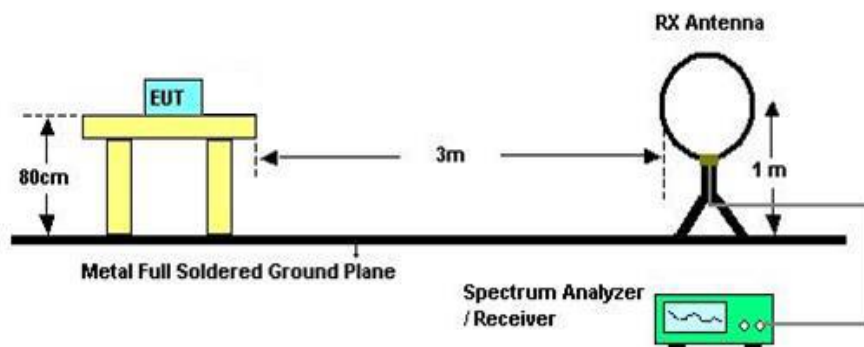 RX Antenna
EUT
80cm
3m
1 m
Metal Full Soldered Ground Plane
Spectrum Analyzer
/ Receiver